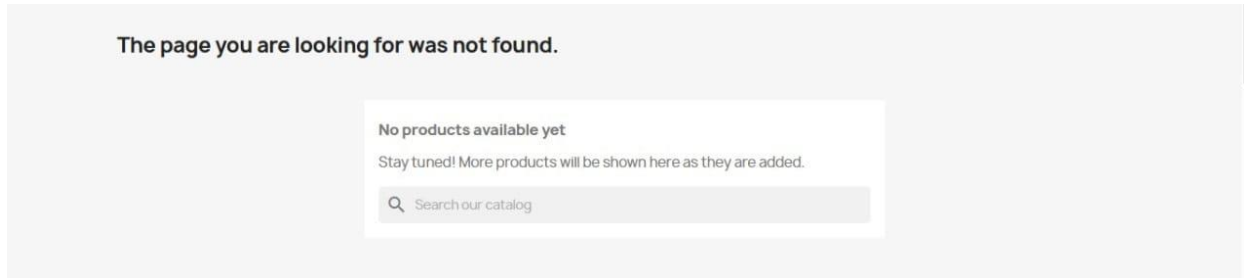 The page you are looking for was not found.
No products available yet
Stay tuned! More products will be shown here as they are added.
Search our catalog